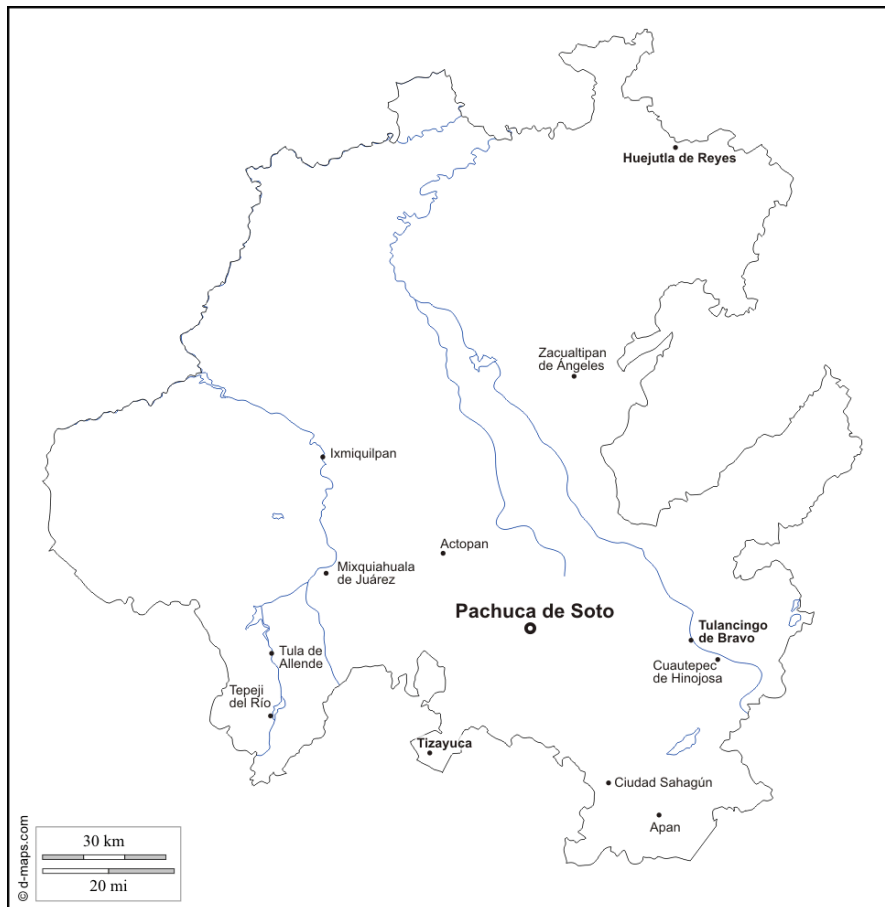 Huejutla de Reyes
Zacualtipan
de Ángeles
Ixmiquilpan
Actopan
Mixquiahuala
de Juárez
Pachuca de Soto
Tulancingo
de Bravo
Tula de
Allende
Cuautepec
de Hinojosa
Tepeji
del Río
Tizayuca
Ciudad Sahagún
Apan
30 km
20 mi
© d-maps.com